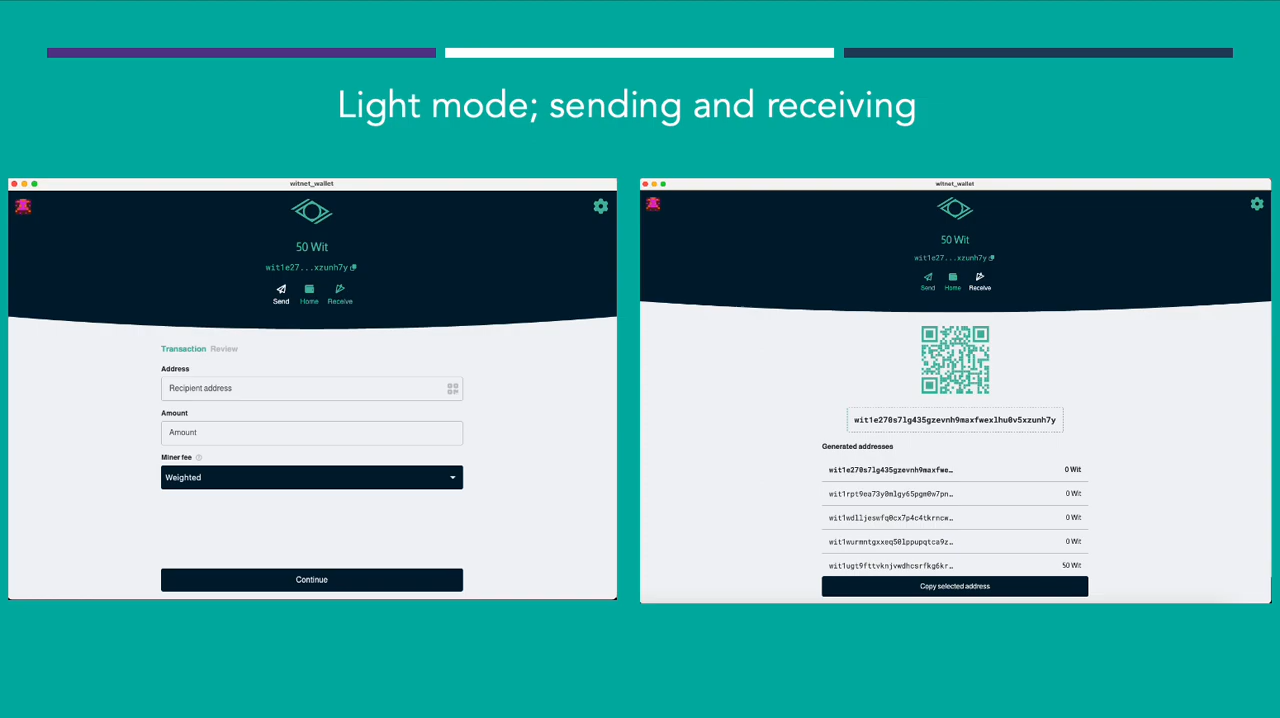 Light mode; sending and receiving
witnet_wallet
50 Wit
wit1e27...xzunh7y
Send Home Receive
Transaction Review
Address
Recipient address
Amount
Amount
Miner fee
Weighted
Continue
witnet_wallet
50 Wit
wit1e27...xzunh7y
Send Home Receive
wit1e270s7lg435gzevnh9maxfwexlhu0v5xzunh7y
Generated addresses
wit1e270s7lg435gzevnh9maxfwe… 0 Wit
wit1rpt9ea73y0mlgy65pgm0w7pn… 0 Wit
wit1wdlljeswfq0cx7p4c4tkrncw… 0 Wit
wit1wurmntgxxeq50lppupqtca9z… 0 Wit
wit1ugt9fttvknjvwdhcsrfkg6kr… 50 Wit
Copy selected address